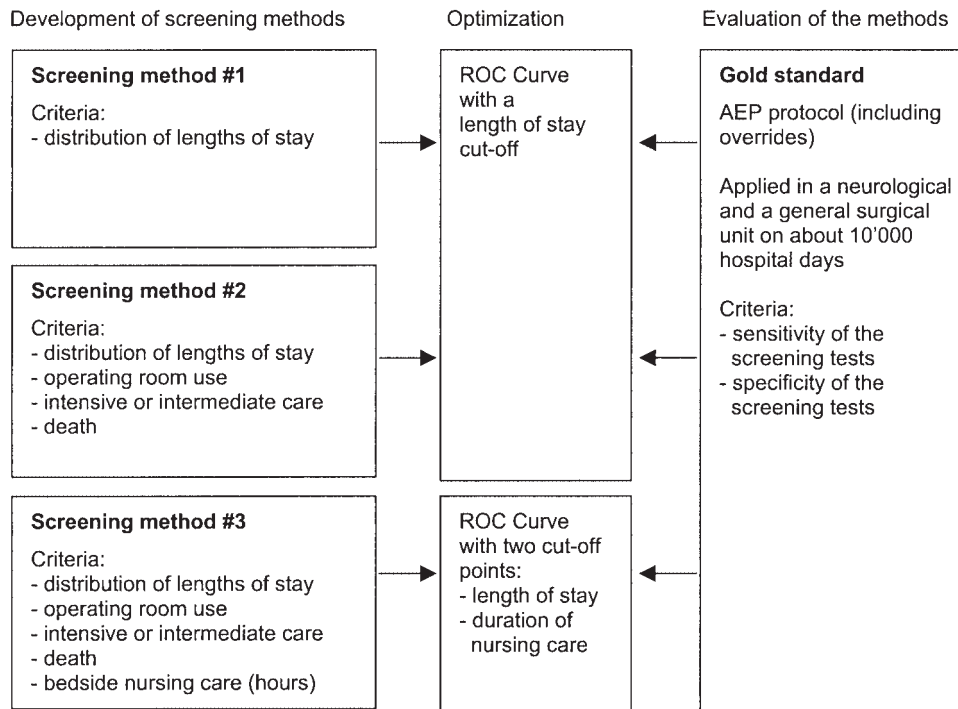 Development of screening methods
Optimization
Evaluation of the methods
Screening method #1
Criteria:
- distribution of lengths of stay
ROC Curve
with a
length of stay
cut-off
Gold standard
AEP protocol (including
overrides)
Applied in a neurological
and a general surgical
unit on about 10'000
hospital days
Criteria:
- sensitivity of the
screening tests
- specificity of the
screening tests
Screening method #2
Criteria:
- distribution of lengths of stay
- operating room use
- intensive or intermediate care
- death
Screening method #3
Criteria:
- distribution of lengths of stay
- operating room use
- intensive or intermediate care
- death
- bedside nursing care (hours)
ROC Curve
with two cut-off
points:
- length of stay
- duration of
nursing care